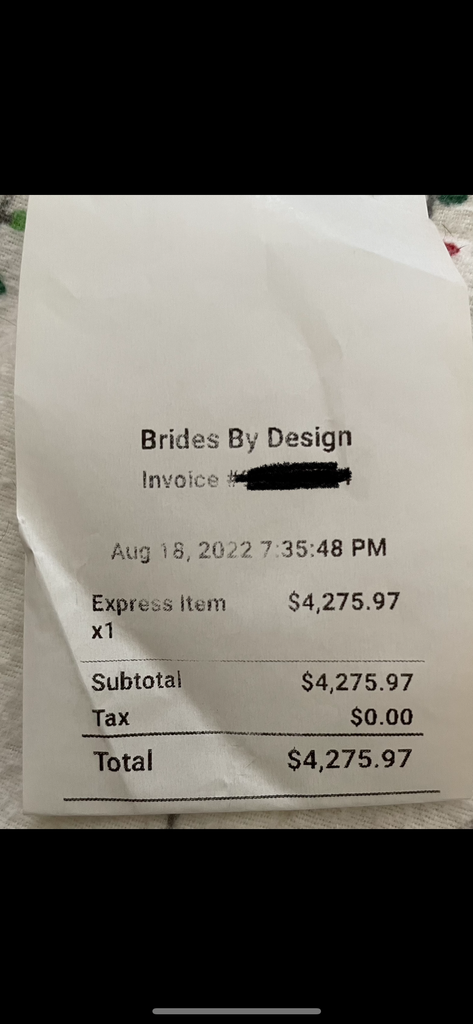 Brides By Design
Invoice #
Aug 18, 2022 7:35:48 PM
Express Item $4,275.97
x1
Subtotal $4,275.97
Tax $0.00
Total $4,275.97